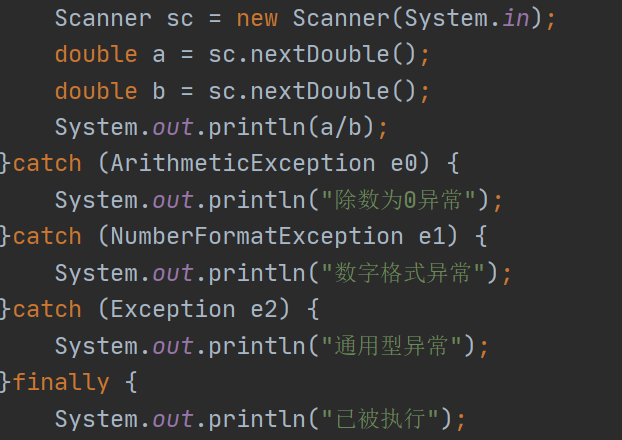 Scanner sc = new Scanner(System.in);
double a = sc.nextDouble();
double b = sc.nextDouble();
System.out.println(a/b);
}catch (ArithmeticException e0) {
System.out.println("除数为0异常");
}catch (NumberFormatException e1) {
System.out.println("数字格式异常");
}catch (Exception e2) {
System.out.println("通用型异常");
}finally {
System.out.println("已被执行");